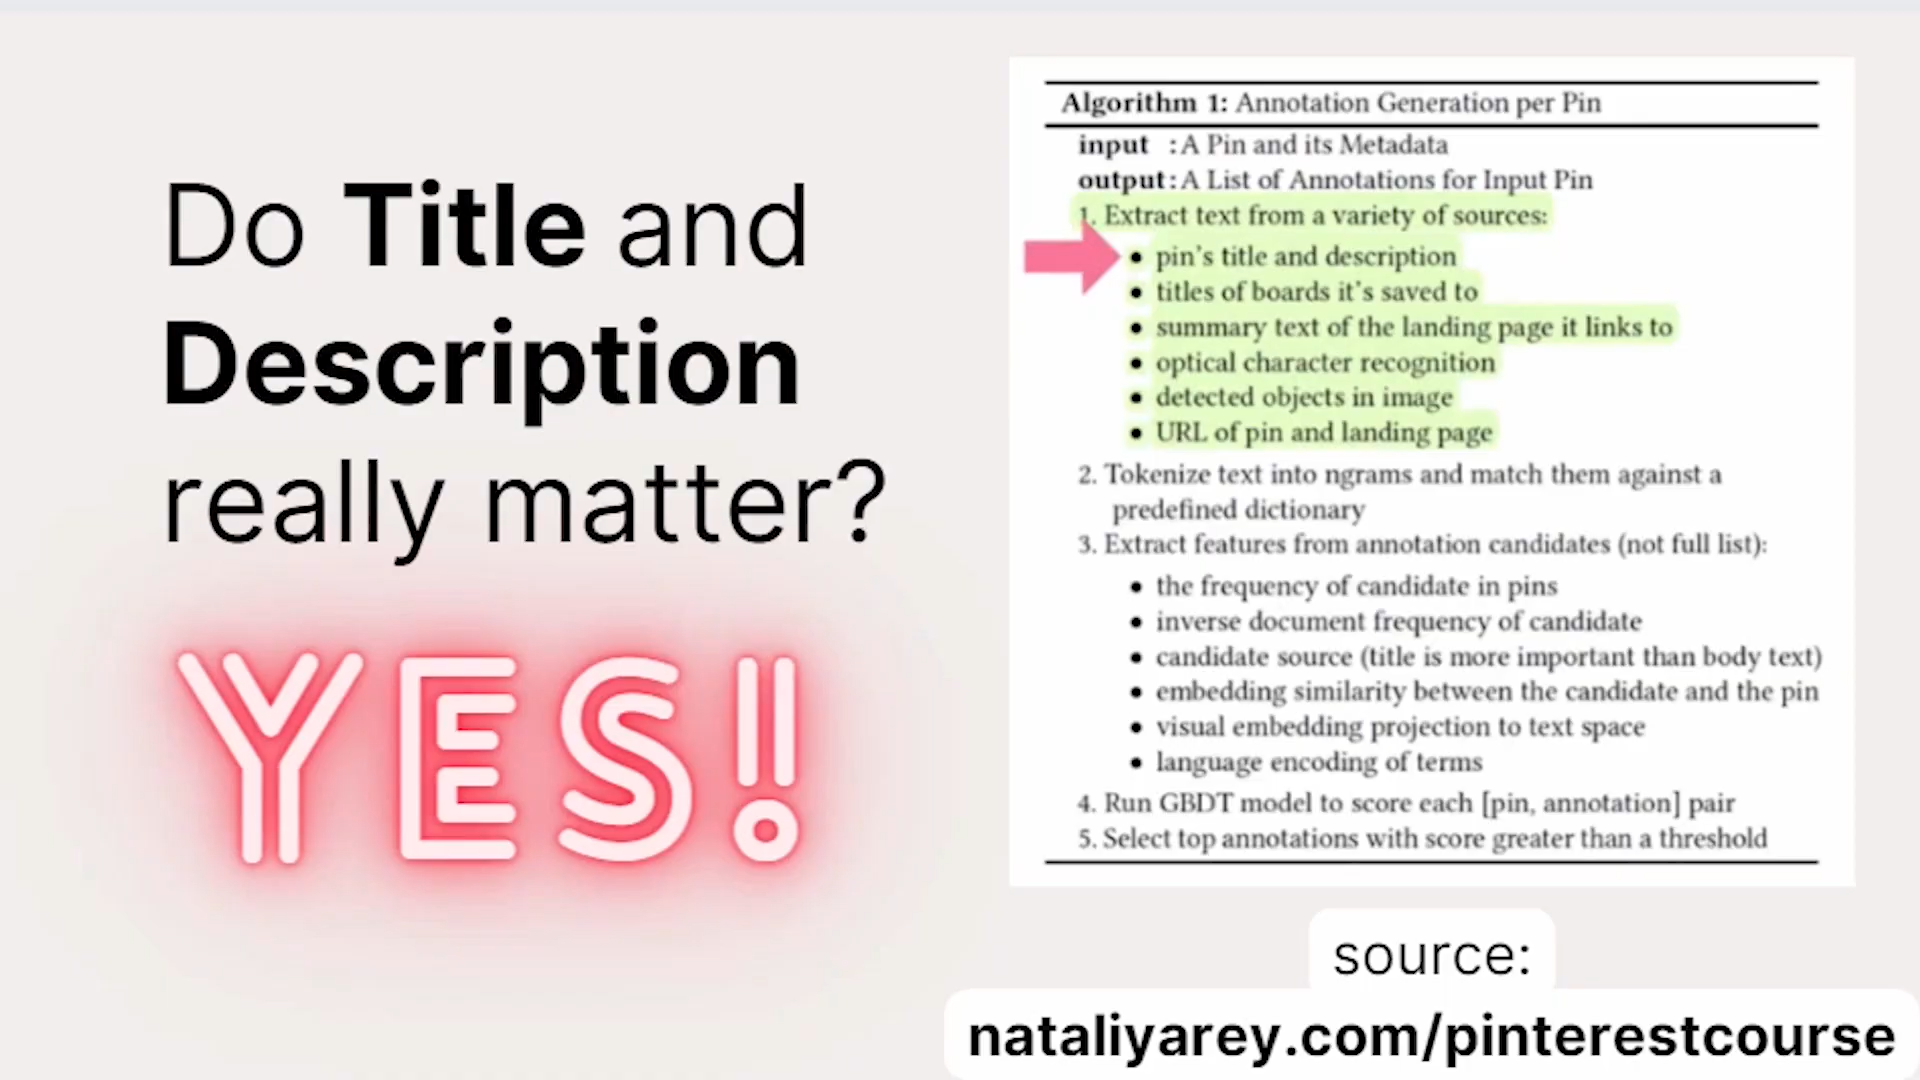 Do Title and
Description
really matter?
YES!
Algorithm 1: Annotation Generation per Pin
input : A Pin and its Metadata
output: A List of Annotations for Input Pin
1. Extract text from a variety of sources:
• pin's title and description
• titles of boards it's saved to
• summary text of the landing page it links to
• optical character recognition
• detected objects in image
• URL of pin and landing page
2. Tokenize text into ngrams and match them against a
predefined dictionary
3. Extract features from annotation candidates (not full list):
• the frequency of candidate in pins
• inverse document frequency of candidate
• candidate source (title is more important than body text)
• embedding similarity between the candidate and the pin
• visual embedding projection to text space
• language encoding of terms
4. Run GBDT model to score each [pin, annotation] pair
5. Select top annotations with score greater than a threshold
source:
nataliyarey.com/pinterestcourse